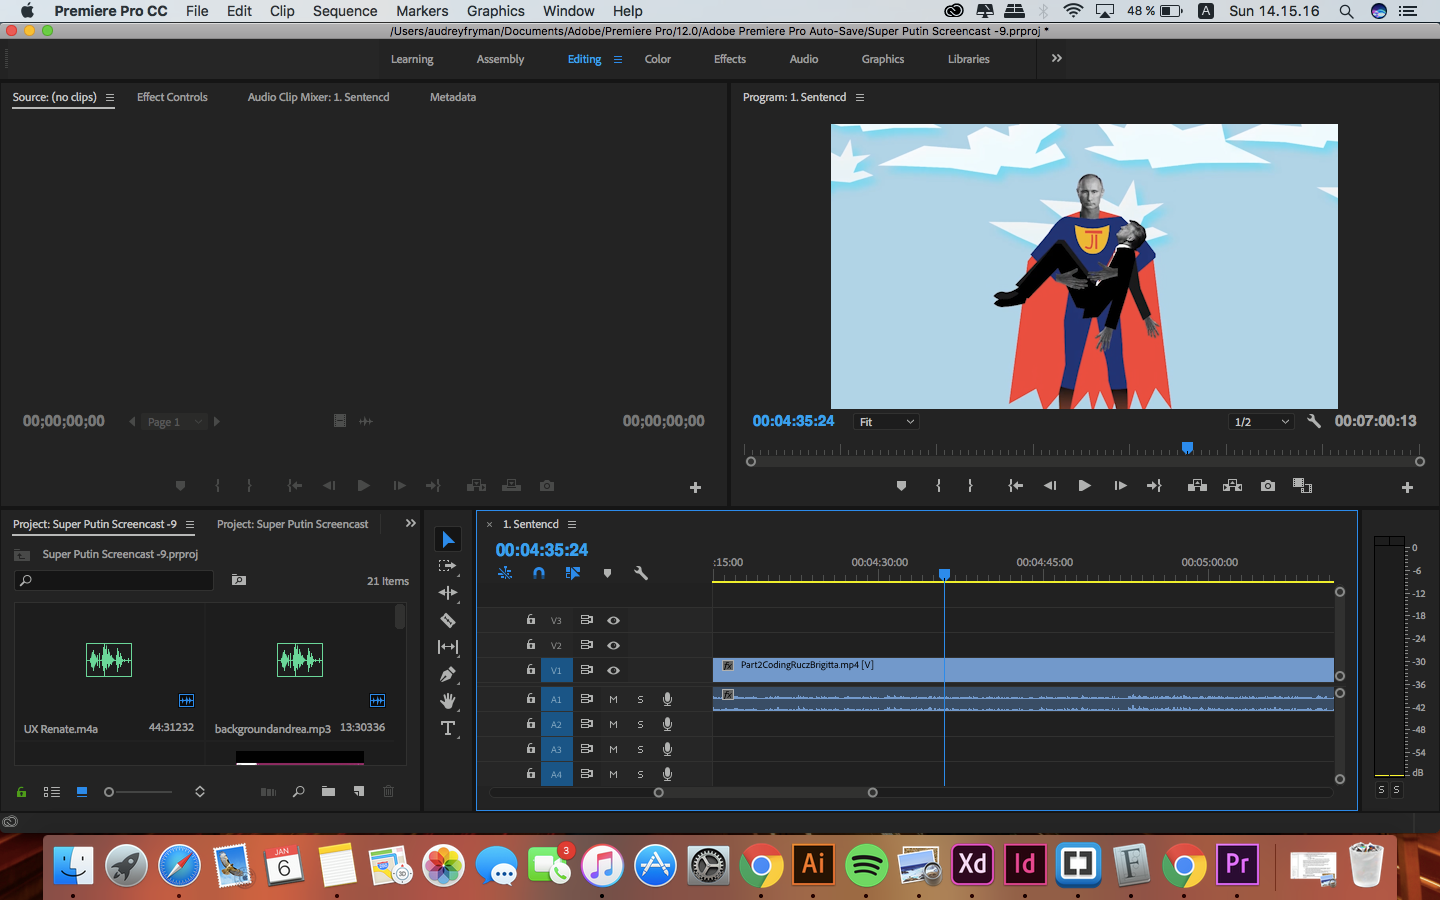 Premiere Pro CC File Edit Clip Sequence Markers Graphics Window Help 48 % A Sun 14.15.16
/Users/audreyfryman/Documents/Adobe/Premiere Pro/12.0/Adobe Premiere Pro Auto-Save/Super Putin Screencast -9.prproj *
Learning Assembly Editing Color Effects Audio Graphics Libraries
Source: (no clips) Effect Controls Audio Clip Mixer: 1. Sentencd Metadata
Program: 1. Sentencd
00;00;00;00 Page 1 00;00;00;00
00:04:35:24 Fit 1/2 00:07:00:13
Project: Super Putin Screencast -9 Project: Super Putin Screencast
Super Putin Screencast -9.prproj
21 Items
UX Renate.m4a 44:31232
backgroundandrea.mp3 13:30336
1. Sentencd
00:04:35:24
:15:00 00:04:30:00 00:04:45:00 00:05:00:00
V3
V2
V1 Part2CodingRuczBrigitta.mp4 [V]
A1 M S
A2 M S
A3 M S
A4 M S
0
-6
-12
-18
-24
-30
-36
-42
-48
-54
dB
S S
JAN
6
3D
3
Ai Xd Id F Pr